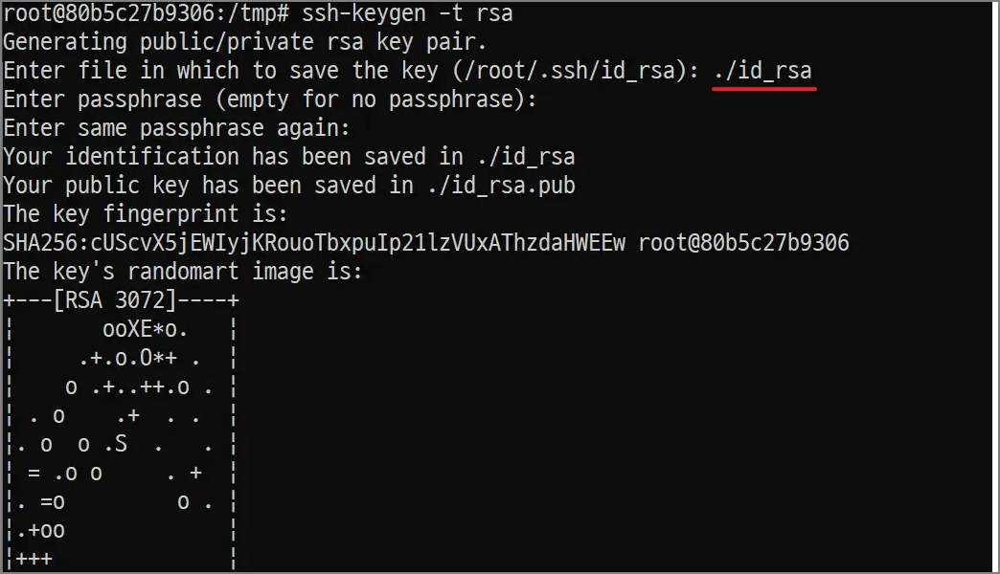 root@80b5c27b9306:/tmp# ssh-keygen -t rsa
Generating public/private rsa key pair.
Enter file in which to save the key (/root/.ssh/id_rsa): ./id_rsa
Enter passphrase (empty for no passphrase):
Enter same passphrase again:
Your identification has been saved in ./id_rsa
Your public key has been saved in ./id_rsa.pub
The key fingerprint is:
SHA256:cUScvX5jEWIyjKRouoTbxpuIp21lzVUxAThzdaHWEEw root@80b5c27b9306
The key's randomart image is:
+---[RSA 3072]----+
¦       ooXE*o.   ¦
¦     .+.o.O*+ .  ¦
¦    o .+..++.o . ¦
¦ . o    .+  . .  ¦
¦. o  o .S  .   . ¦
¦ = .o o     . +  ¦
¦. =o         o . ¦
¦.+oo             ¦
¦+++              ¦